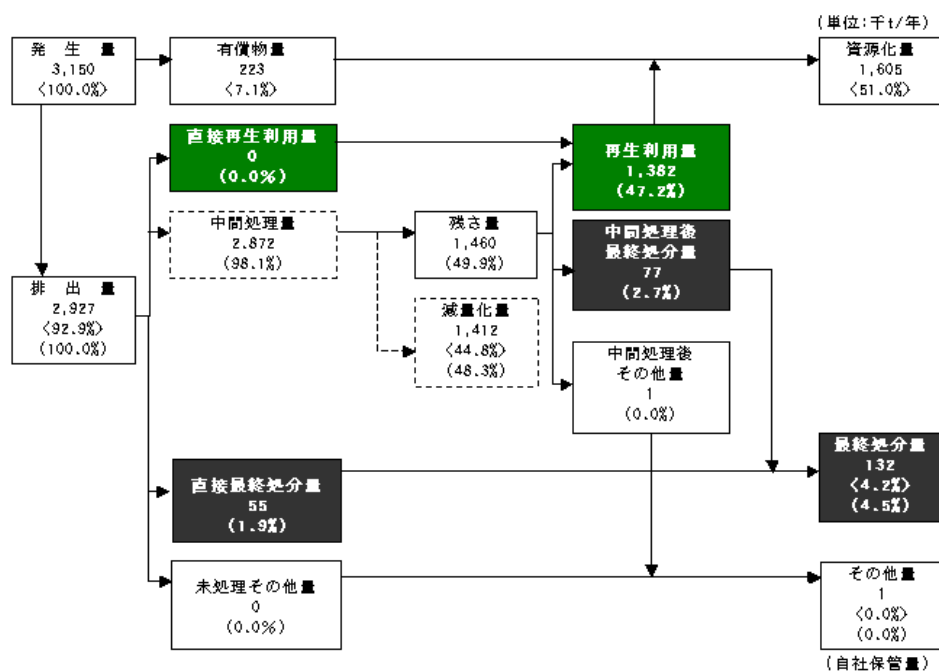 (単位:千t/年)
発 生 量
3,150
<100.0%>
有償物量
223
<7.1%>
資源化量
1,605
<51.0%>
直接再生利用量
0
(0.0%)
再生利用量
1,382
(47.2%)
中間処理量
2.872
(98.1%)
残さ量
1,460
(49.9%)
中間処理後
最終処分量
77
(2.7%)
排 出 量
2,927
<92.9%>
(100.0%)
減量化量
1,412
<44.8%>
(48.3%)
中間処理後
その他量
1
(0.0%)
直接最終処分量
55
(1.9%)
最終処分量
132
<4.2%>
(4.5%)
未処理その他量
0
(0.0%)
その他量
1
<0.0%>
(0.0%)
(自社保管量)